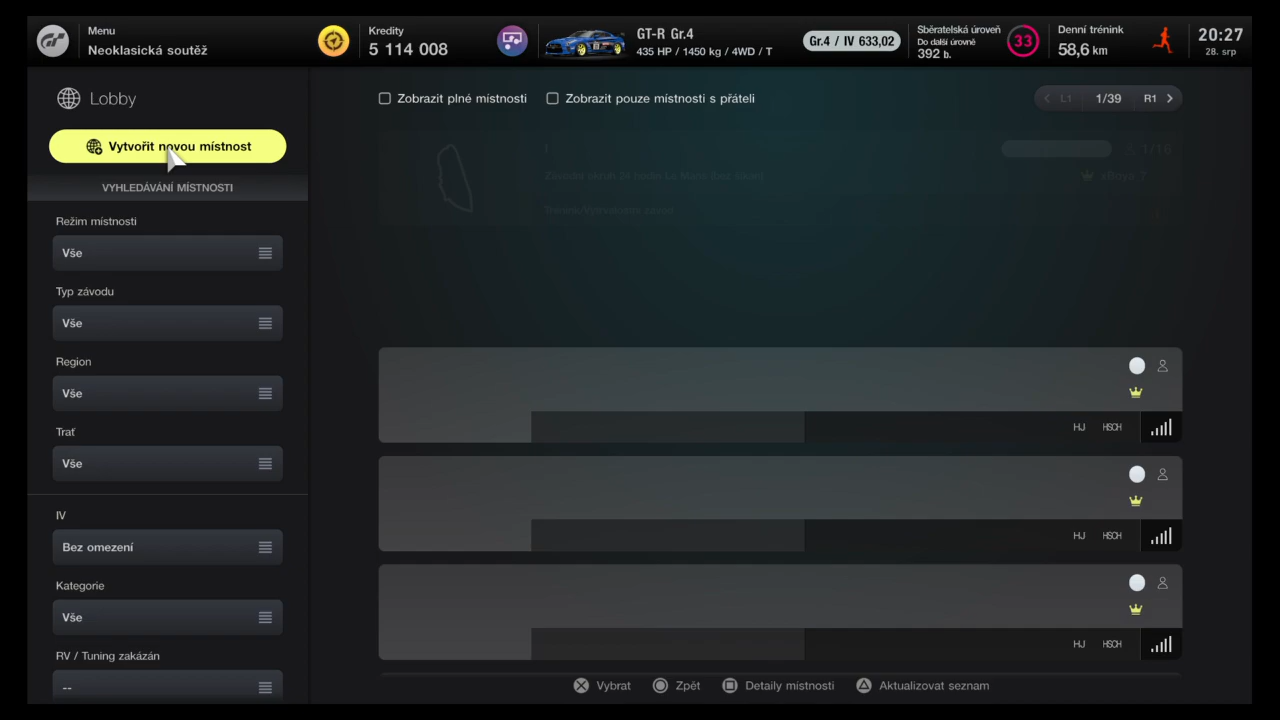 Menu
Neoklasická soutěž
Kredity
5 114 008
GT-R Gr.4
435 HP / 1450 kg / 4WD / T
Gr.4 / IV 633,02
Sběratelská úroveň
Do další úrovně
392 b.
33
Denní trénink
58,6 km
20:27
28. srp
Lobby
Vytvořit novou místnost
VYHLEDÁVÁNÍ MÍSTNOSTI
Režim místnosti
Vše
Typ závodu
Vše
Region
Vše
Trať
Vše
IV
Bez omezení
Kategorie
Vše
RV / Tuning zakázán
--
Zobrazit plné místnosti
Zobrazit pouze místnosti s přáteli
L1 1/39 R1
1/16
HJ HSCH
HJ HSCH
HJ HSCH
Vybrat
Zpět
Detaily místnosti
Aktualizovat seznam